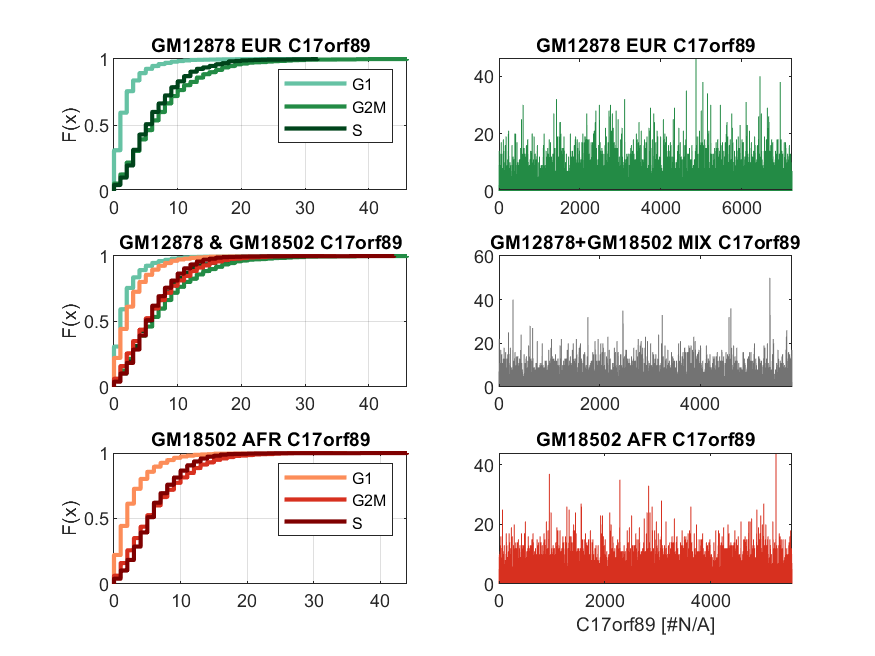 GM12878 EUR C17orf89
F(x)
1
0.5
0
0 10 20 30 40
G1
G2M
S
GM12878 EUR C17orf89
40
20
0
0 2000 4000 6000
GM12878 & GM18502 C17orf89
F(x)
1
0.5
0
0 10 20 30 40
GM12878+GM18502 MIX C17orf89
60
40
20
0
0 2000 4000
GM18502 AFR C17orf89
F(x)
1
0.5
0
0 10 20 30 40
G1
G2M
S
GM18502 AFR C17orf89
40
20
0
0 2000 4000
C17orf89 [#N/A]